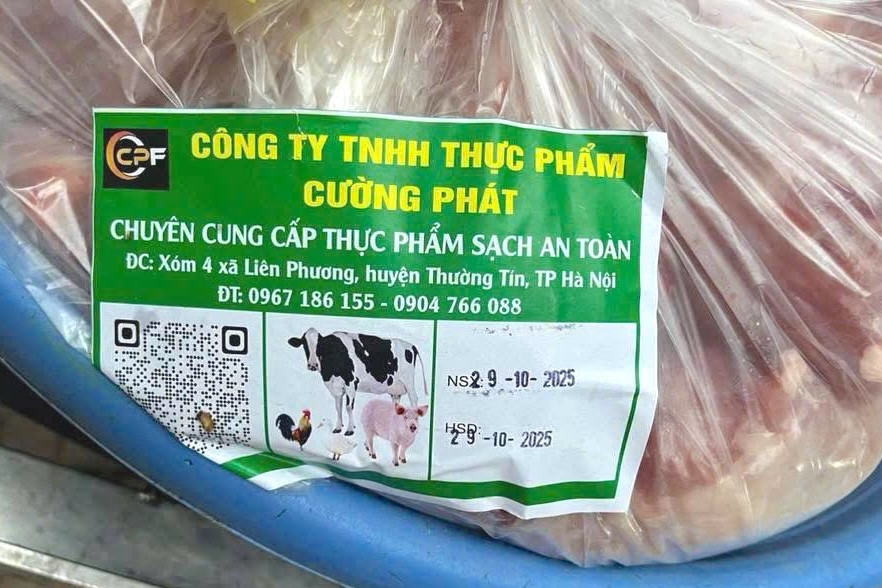 CPF
CÔNG TY TNHH THỰC PHẨM
CƯỜNG PHÁT
CHUYÊN CUNG CẤP THỰC PHẨM SẠCH AN TOÀN
ĐC: Xóm 4 xã Liên Phương, huyện Thường Tín, TP Hà Nội
ĐT: 0967 186 155 - 0904 766 088
NSX: 29 -10- 2025
HSD: 29 -10- 2025